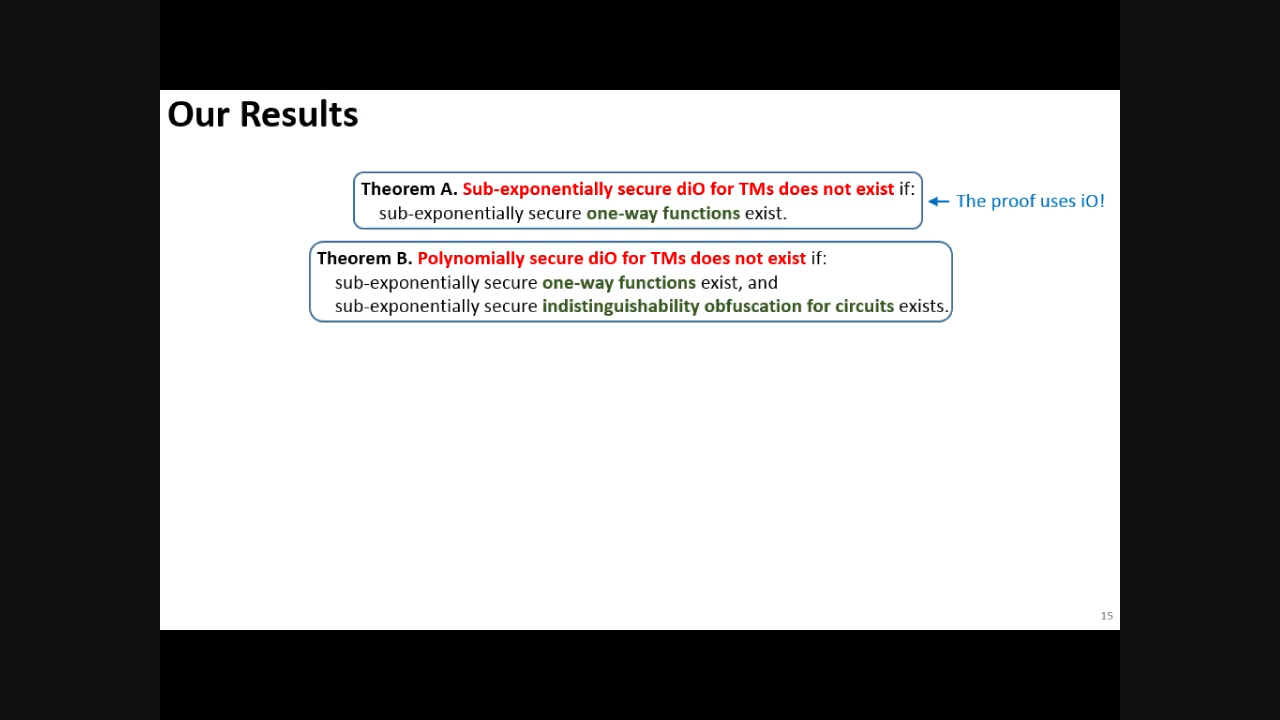 Our Results
Theorem A. Sub-exponentially secure diO for TMs does not exist if:
sub-exponentially secure one-way functions exist.
← The proof uses iO!
Theorem B. Polynomially secure diO for TMs does not exist if:
sub-exponentially secure one-way functions exist, and
sub-exponentially secure indistinguishability obfuscation for circuits exists.
15